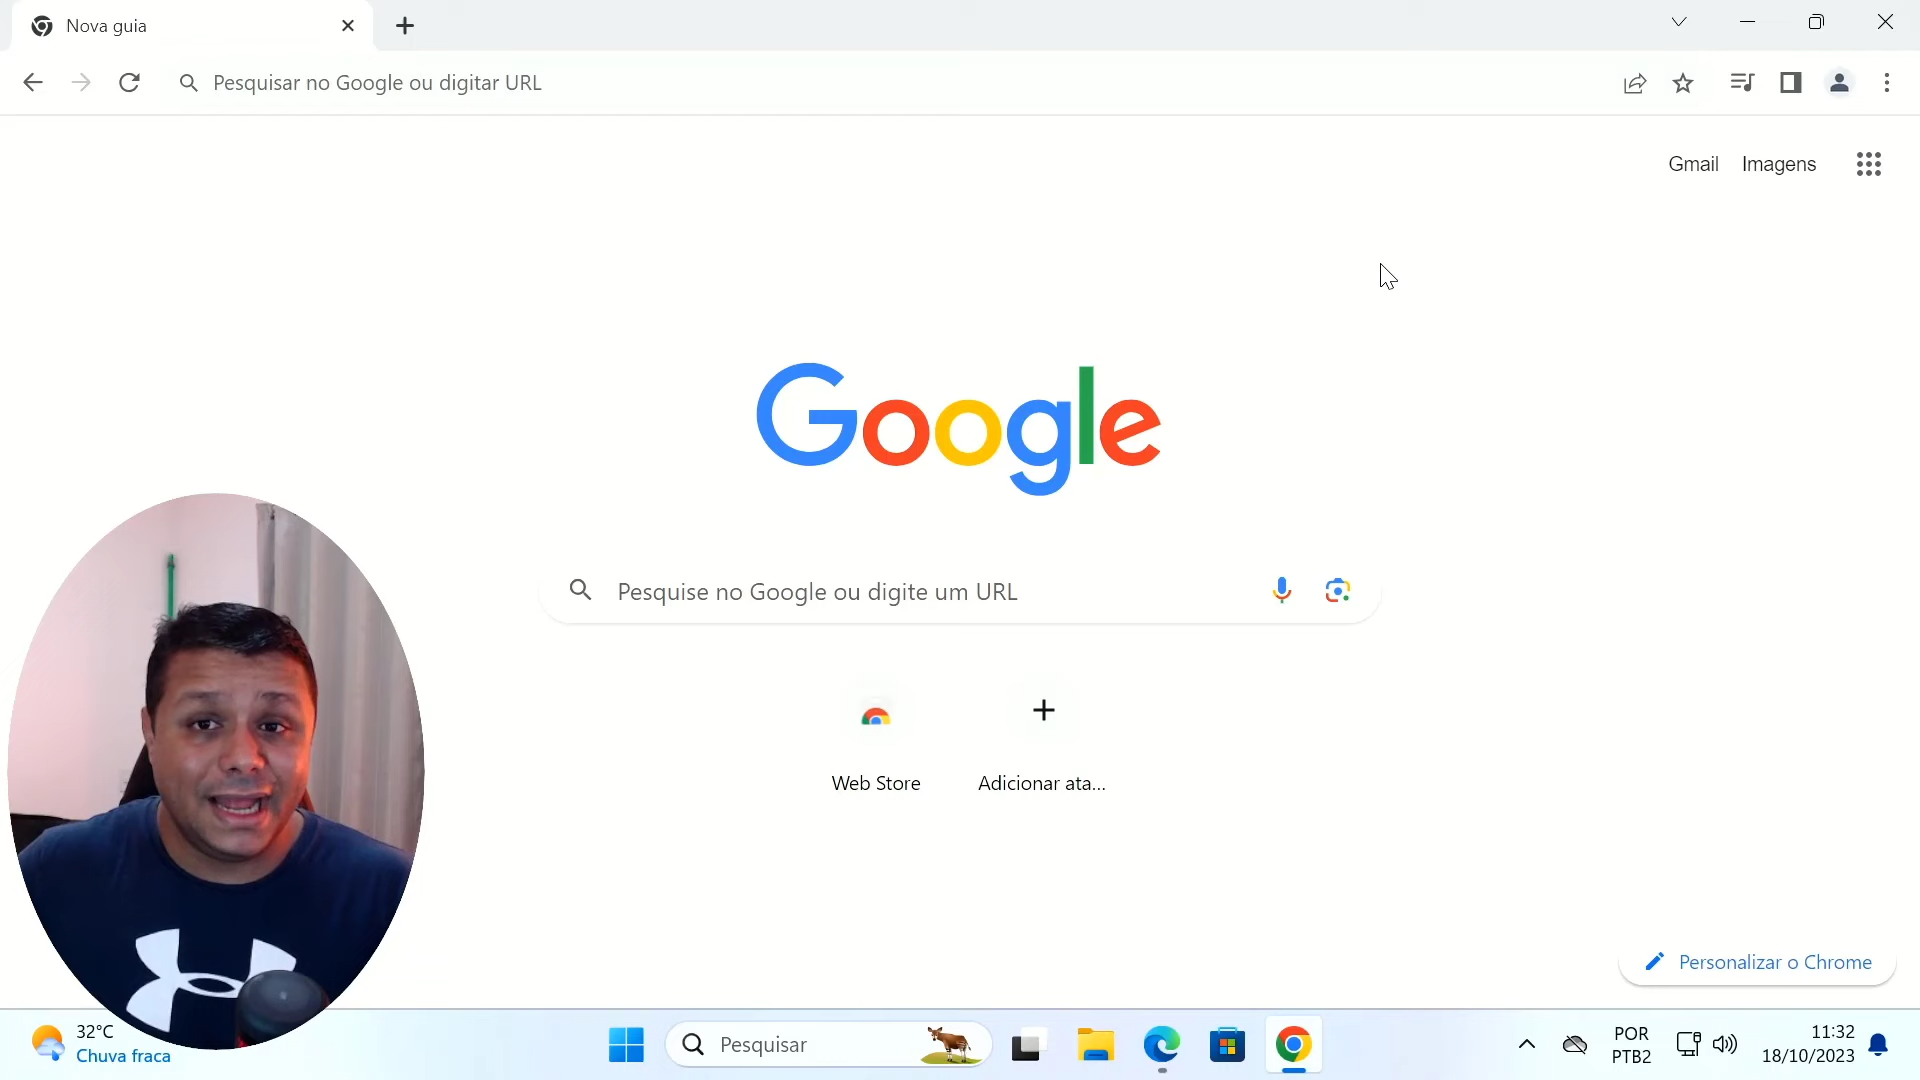 Nova guia
Pesquisar no Google ou digitar URL
Gmail Imagens
Google
Pesquise no Google ou digite um URL
Web Store Adicionar ata...
Personalizar o Chrome
32°C
Chuva fraca
Pesquisar
POR
PTB2
11:32
18/10/2023